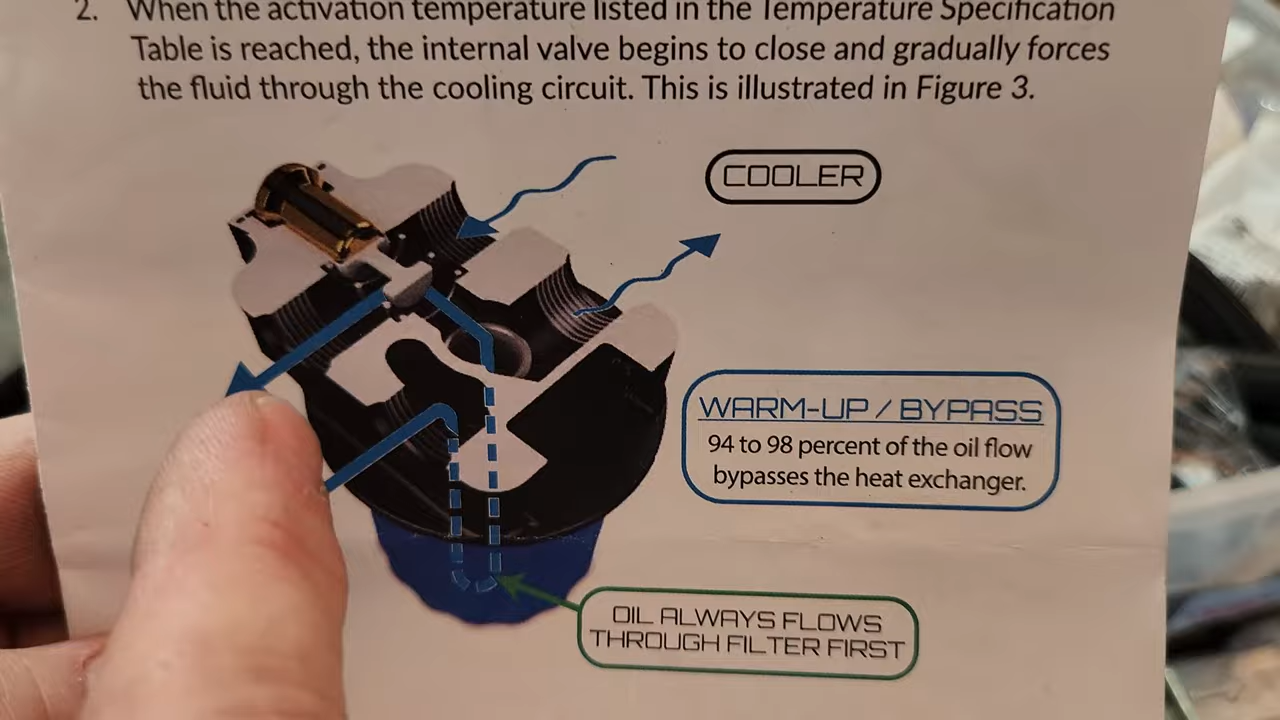 2. When the activation temperature listed in the Temperature Specification
Table is reached, the internal valve begins to close and gradually forces
the fluid through the cooling circuit. This is illustrated in Figure 3.
COOLER
WARM-UP / BYPASS
94 to 98 percent of the oil flow
bypasses the heat exchanger.
OIL ALWAYS FLOWS
THROUGH FILTER FIRST